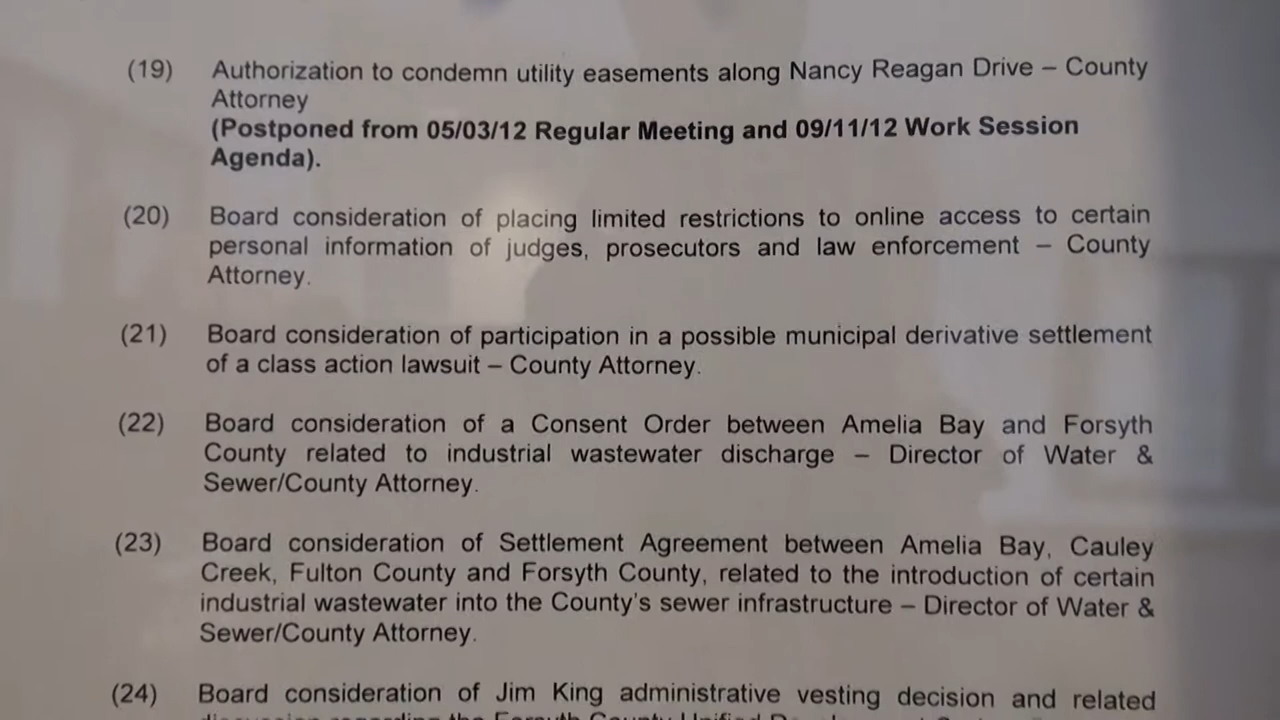 (19) Authorization to condemn utility easements along Nancy Reagan Drive – County
Attorney
(Postponed from 05/03/12 Regular Meeting and 09/11/12 Work Session
Agenda).
(20) Board consideration of placing limited restrictions to online access to certain
personal information of judges, prosecutors and law enforcement – County
Attorney.
(21) Board consideration of participation in a possible municipal derivative settlement
of a class action lawsuit – County Attorney.
(22) Board consideration of a Consent Order between Amelia Bay and Forsyth
County related to industrial wastewater discharge – Director of Water &
Sewer/County Attorney.
(23) Board consideration of Settlement Agreement between Amelia Bay, Cauley
Creek, Fulton County and Forsyth County, related to the introduction of certain
industrial wastewater into the County's sewer infrastructure – Director of Water &
Sewer/County Attorney.
(24) Board consideration of Jim King administrative vesting decision and related